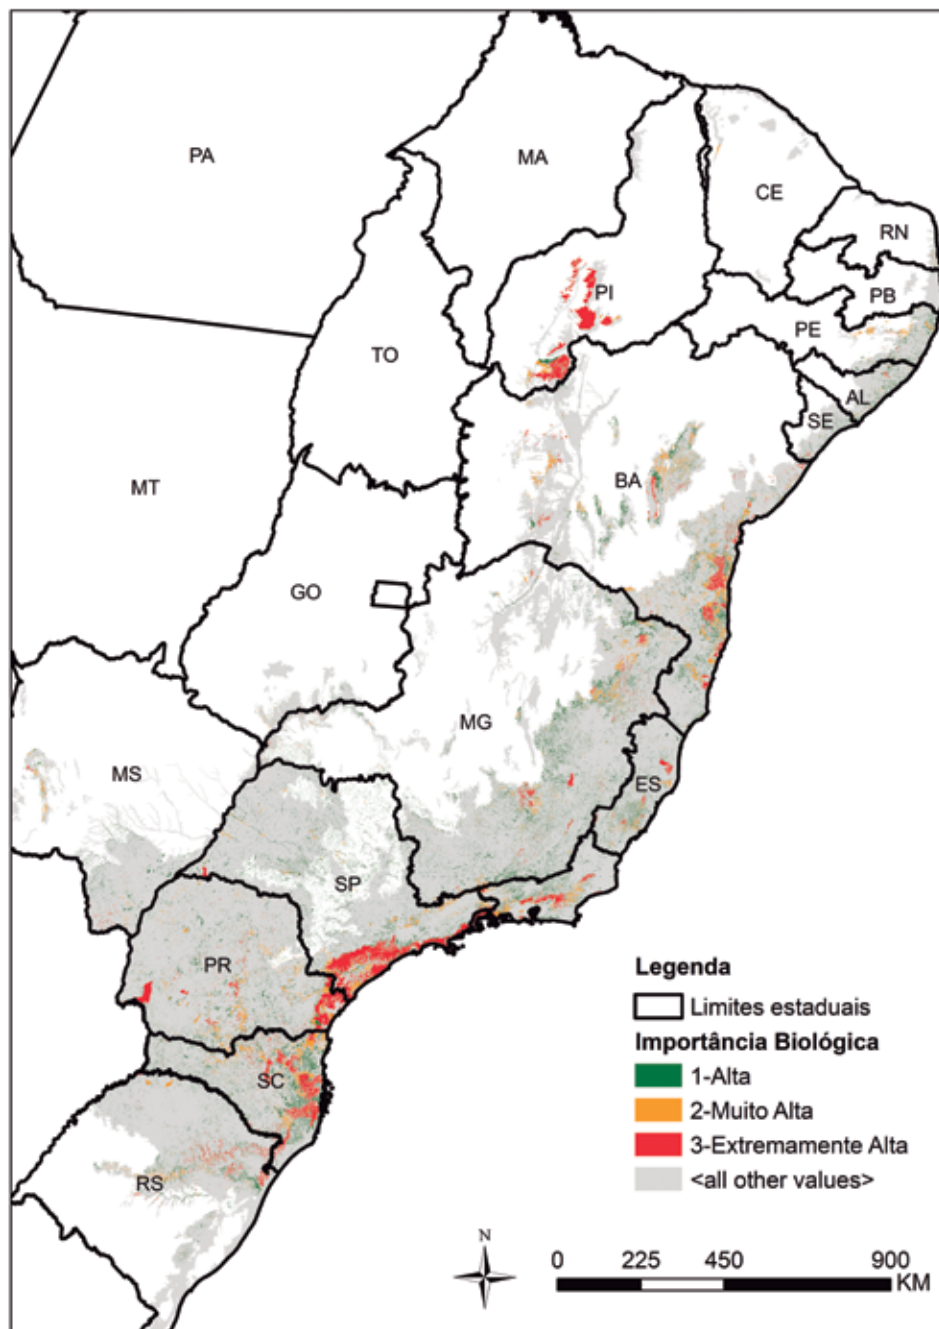 PA
MA
CE
RN
PI
PB
PE
TO
AL
SE
BA
MT
GO
MG
MS
ES
SP
PR
SC
RS
Legenda
Limites estaduais
Importância Biológica
1-Alta
2-Muito Alta
3-Extremamente Alta
<all other values>
N
0 225 450 900
KM